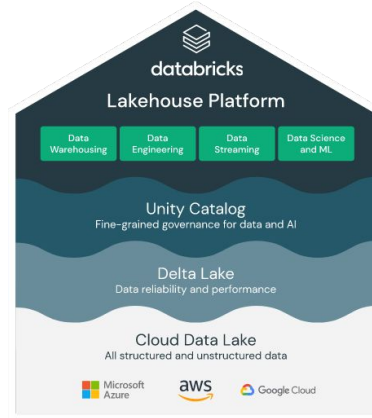 databricks
Lakehouse Platform
Data Warehousing
Data Engineering
Data Streaming
Data Science and ML
Unity Catalog
Fine-grained governance for data and AI
Delta Lake
Data reliability and performance
Cloud Data Lake
All structured and unstructured data
Microsoft Azure
aws
Google Cloud